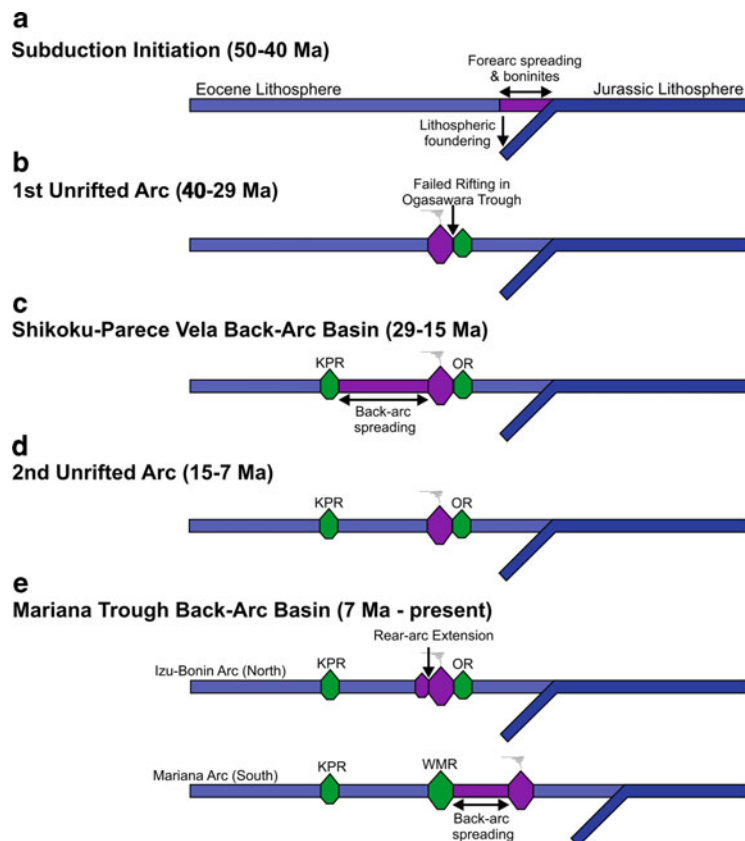 a
Subduction Initiation (50-40 Ma)
Forearc spreading
& boninites
Eocene Lithosphere
Jurassic Lithosphere
Lithospheric
foundering
b
1st Unrifted Arc (40-29 Ma)
Failed Rifting in
Ogasawara Trough
c
Shikoku-Parece Vela Back-Arc Basin (29-15 Ma)
KPR
OR
Back-arc
spreading
d
2nd Unrifted Arc (15-7 Ma)
KPR
OR
e
Mariana Trough Back-Arc Basin (7 Ma - present)
Rear-arc Extension
Izu-Bonin Arc (North)
KPR
OR
Mariana Arc (South)
KPR
WMR
Back-arc
spreading